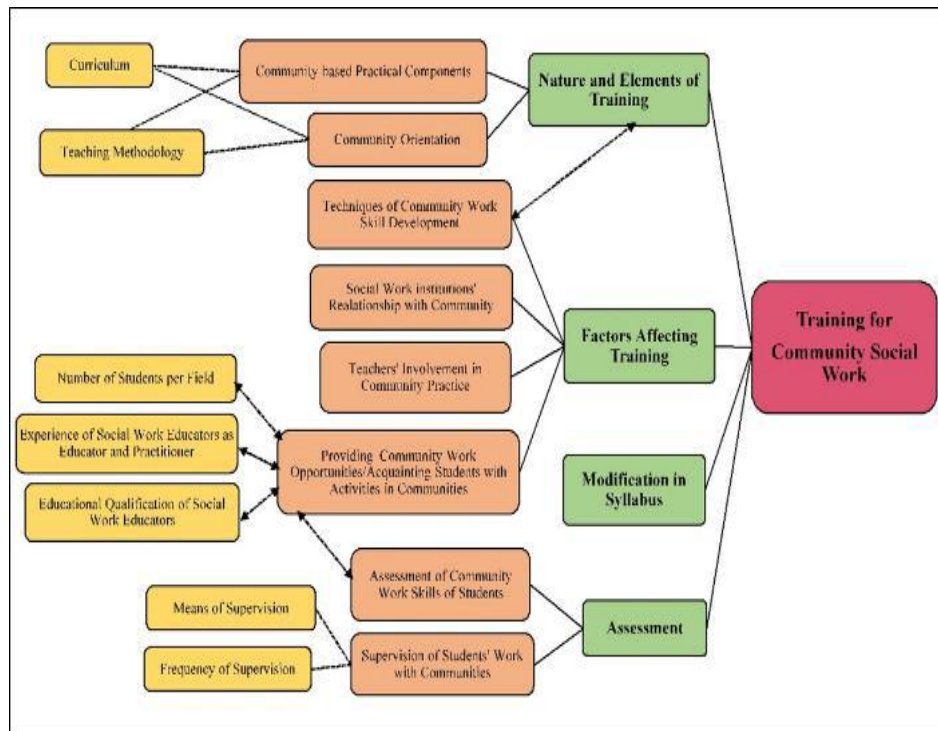 Curriculum
Community based Practical Components
Nature and Elements of
Training
Teaching Methodology
Community Orientation
Techniques of Community Work
Skill Development
Social Work institutions'
Realationship with Community
Teachers' Involvement in
Community Practice
Factors Affecting
Training
Training for
Community Social
Work
Number of Students per Field
Experience of Social Work Educators as
Educator and Practitioner
Educational Qualification of Social
Work Educators
Providing Community Work
Opportunities/Acquainting Students with
Activities in Communities
Modification in
Syllabus
Assessment of Community
Work Skills of Students
Means of Supervision
Frequency of Supervision
Supervision of Students' Work
with Communities
Assessment